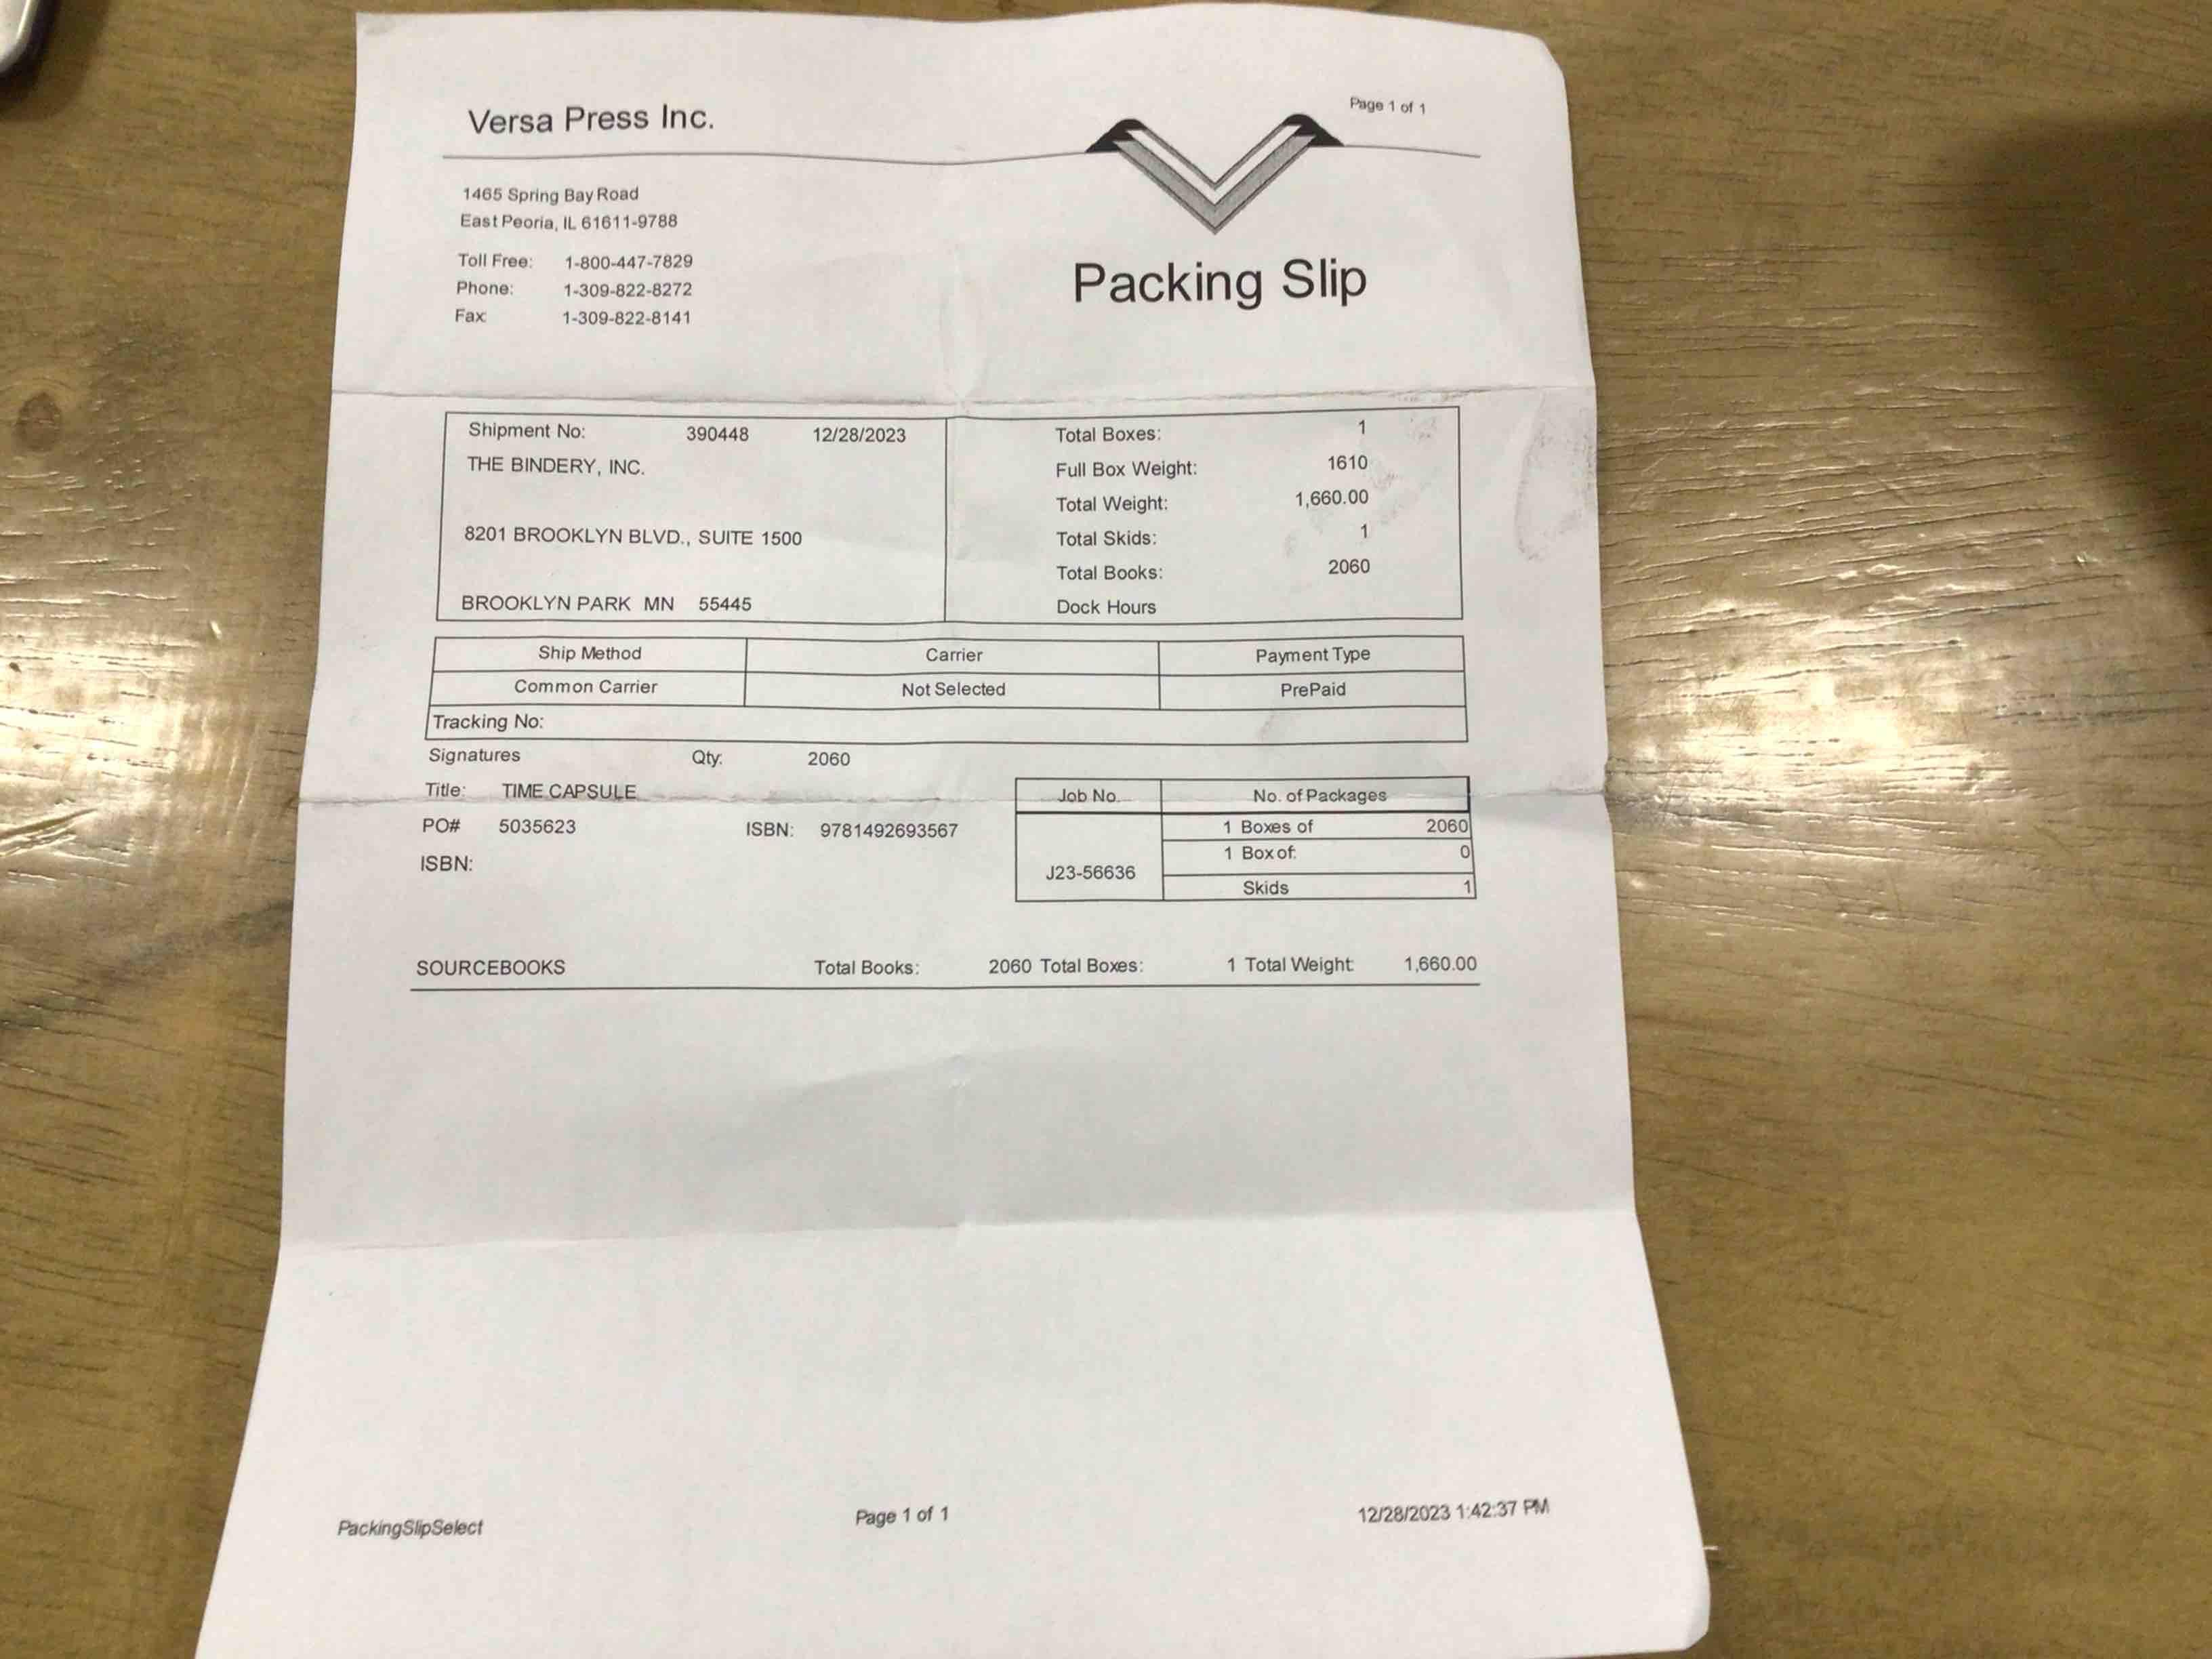 Page 1 of 1
Versa Press Inc.
1465 Spring Bay Road
East Peoria, IL 61611-9788
Toll Free: 1-800-447-7829
Phone: 1-309-822-8272
Fax: 1-309-822-8141
Packing Slip
Shipment No: 390448 12/28/2023
THE BINDERY, INC.
8201 BROOKLYN BLVD., SUITE 1500
BROOKLYN PARK MN 55445
Total Boxes: 1
Full Box Weight: 1610
Total Weight: 1,660.00
Total Skids: 1
Total Books: 2060
Dock Hours
Ship Method Carrier Payment Type
Common Carrier Not Selected PrePaid
Tracking No:
Signatures Qty: 2060
Title: TIME CAPSULE
PO# 5035623 ISBN: 9781492693567
ISBN:
Job No. No. of Packages
1 Boxes of 2060
1 Box of: 0
J23-56636
Skids 1
SOURCEBOOKS Total Books: 2060 Total Boxes: 1 Total Weight: 1,660.00
PackingSlipSelect Page 1 of 1 12/28/2023 1:42:37 PM